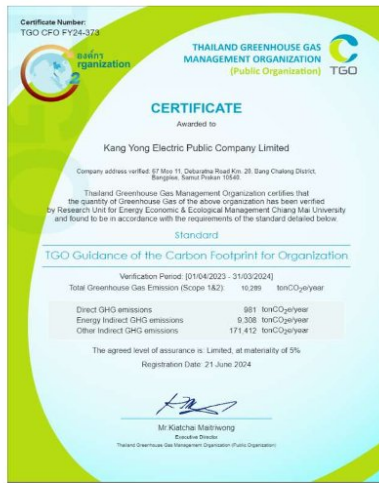 Certificate Number:
TGO CFO FY24-373
องค์กร
rganization
2
THAILAND GREENHOUSE GAS
MANAGEMENT ORGANIZATION
(Public Organization)
TGO
CERTIFICATE
Awarded to
Kang Yong Electric Public Company Limited
Company address verified: 67 Moo 11, Debaratna Road Km. 20, Bang Chalong District,
Bangplee, Samut Prakan 10540.
Thailand Greenhouse Gas Management Organization certifies that
the quantity of Greenhouse Gas of the above organization has been verified
by Research Unit for Energy Economic & Ecological Management Chiang Mai University
and found to be in accordance with the requirements of the standard detailed below.
Standard
TGO Guidance of the Carbon Footprint for Organization
Verification Period: [01/04/2023 - 31/03/2024]
Total Greenhouse Gas Emission (Scope 1&2): 10,289 tonCO2e/year
Direct GHG emissions 981 tonCO2e/year
Energy Indirect GHG emissions 9,308 tonCO2e/year
Other Indirect GHG emissions 171,412 tonCO2e/year
The agreed level of assurance is: Limited, at materiality of 5%
Registration Date: 21 June 2024
Mr.Kiatchai Maitriwong
Executive Director
Thailand Greenhouse Gas Management Organization (Public Organization)